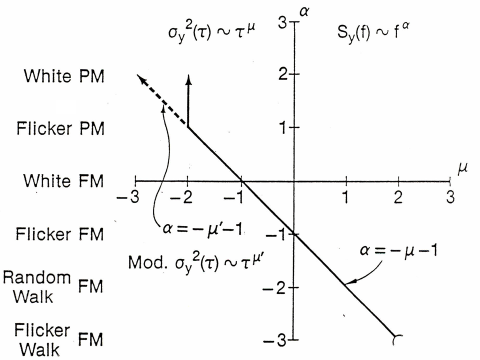 α
σy²(τ) ~ τ^μ
Sy(f) ~ f^α
3
White PM
2
Flicker PM
1
μ
White FM
-3
-2
-1
0
1
2
3
Flicker FM
α = -μ'-1
-1
α = -μ-1
Mod. σy²(τ) ~ τ^μ'
Random
Walk FM
-2
Flicker
Walk FM
-3